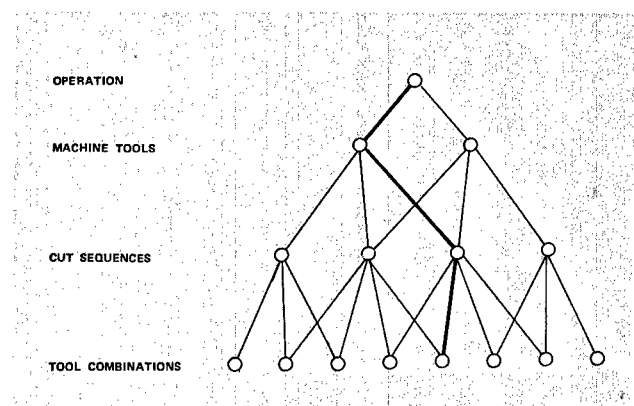 OPERATION
MACHINE TOOLS
CUT SEQUENCES
TOOL COMBINATIONS